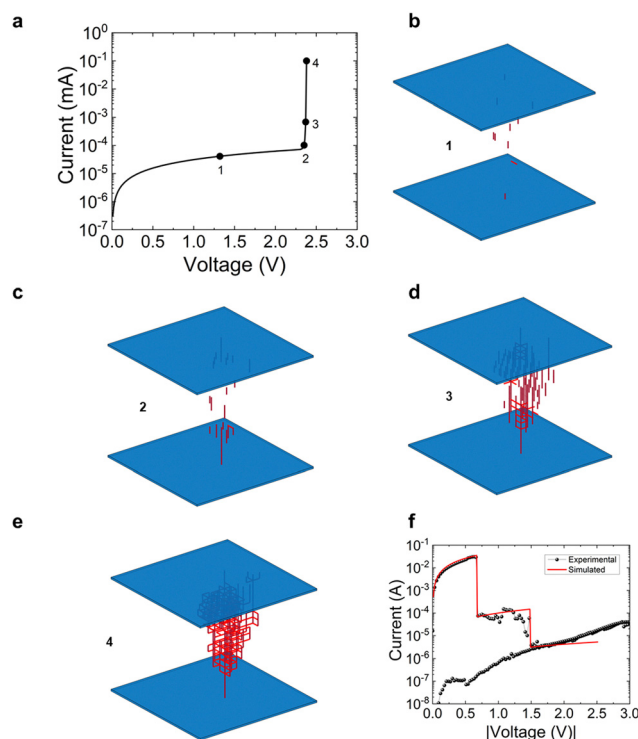 a
10⁰
10⁻¹
10⁻²
10⁻³
10⁻⁴
10⁻⁵
10⁻⁶
10⁻⁷
Current (mA)
4
3
2
1
0.0 0.5 1.0 1.5 2.0 2.5 3.0
Voltage (V)
b
1
c
2
d
3
e
4
f
10⁻¹
10⁻²
10⁻³
10⁻⁴
10⁻⁵
10⁻⁶
10⁻⁷
10⁻⁸
Current (A)
Experimental
Simulated
0.0 0.5 1.0 1.5 2.0 2.5 3.0
|Voltage (V)|